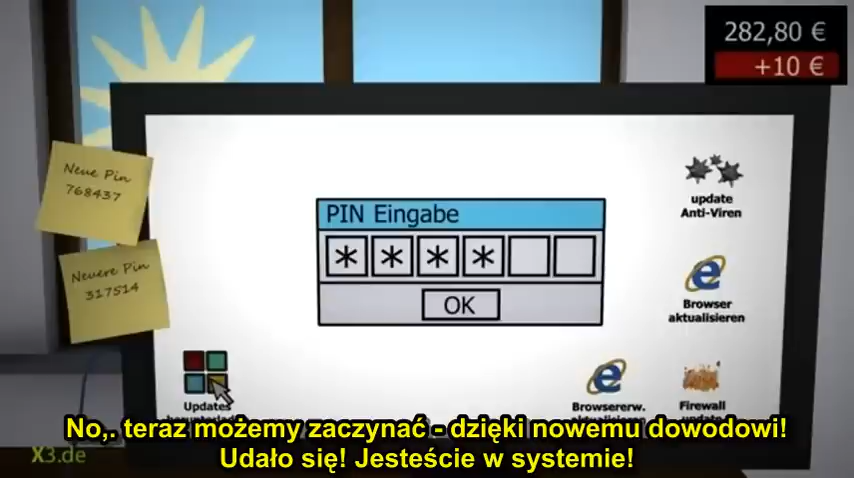 282,80 €
+10 €
Neue Pin
768437
Neuere Pin
317514
PIN Eingabe
****
OK
update
Anti-Viren
Browser
aktualisieren
Updates
Browsererw.
Firewall
update
No,. teraz możemy zaczynać - dzięki nowemu dowodowi!
Udało się! Jesteście w systemie!
X3.de